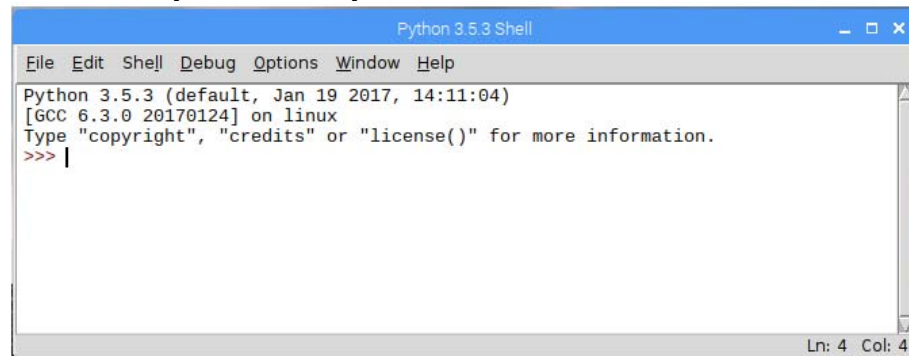 Python 3.5.3 Shell
File Edit Shell Debug Options Window Help
Python 3.5.3 (default, Jan 19 2017, 14:11:04)
[GCC 6.3.0 20170124] on linux
Type "copyright", "credits" or "license()" for more information.
>>>
Ln: 4 Col: 4